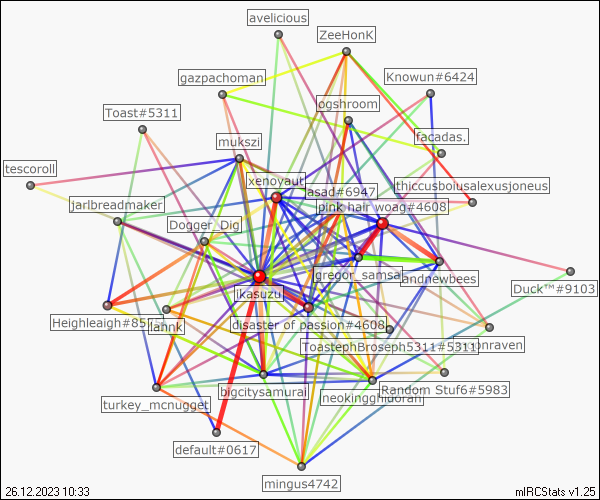 avelicious
ZeeHonK
gazpachoman
Knowun#6424
ogshroom
Toast#5311
facadas.
mukszi
tescoroll
xenoyaut
asad#6947
thiccusboiusalexusjoneus
jarlbreadmaker
pink hair woag#4608
Dogger_Dig
gregor_samsa
andnewbees
Duck™#9103
ikasuzu
Heighleigh#85
lannk
disaster of passion#4608
ToastephBroseph5311#5311
onraven
bigcitysamurai
Random Stuf6#5983
neokingghidoran
turkey_mcnugget
default#0617
mingus4742
26.12.2023 10:33
mIRCStats v1.25